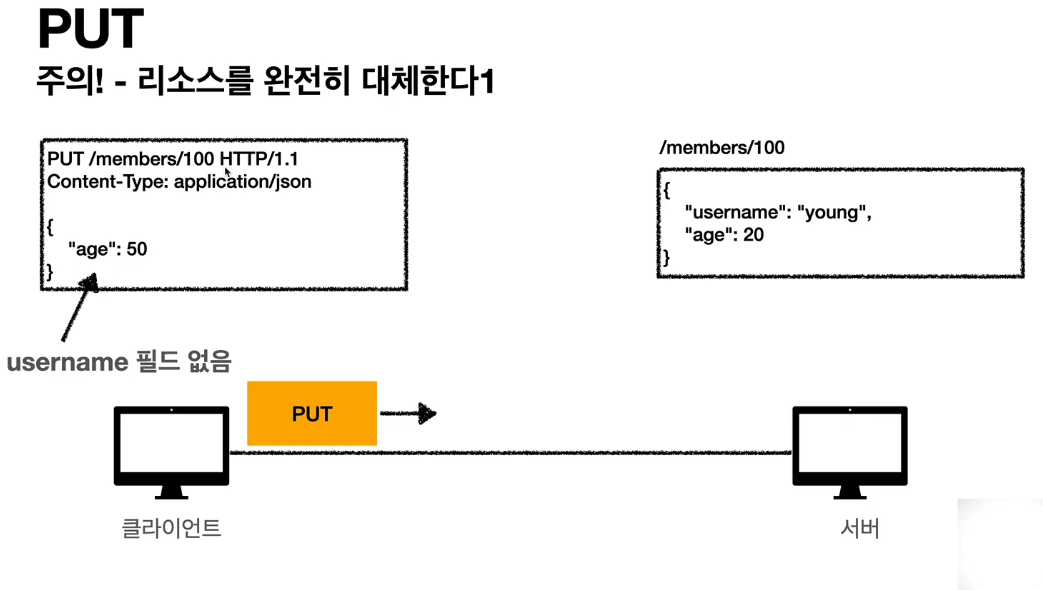 PUT
주의! - 리소스를 완전히 대체한다1
PUT /members/100 HTTP/1.1
Content-Type: application/json
{
"age": 50
}
username 필드 없음
/members/100
{
"username": "young",
"age": 20
}
PUT
클라이언트
서버